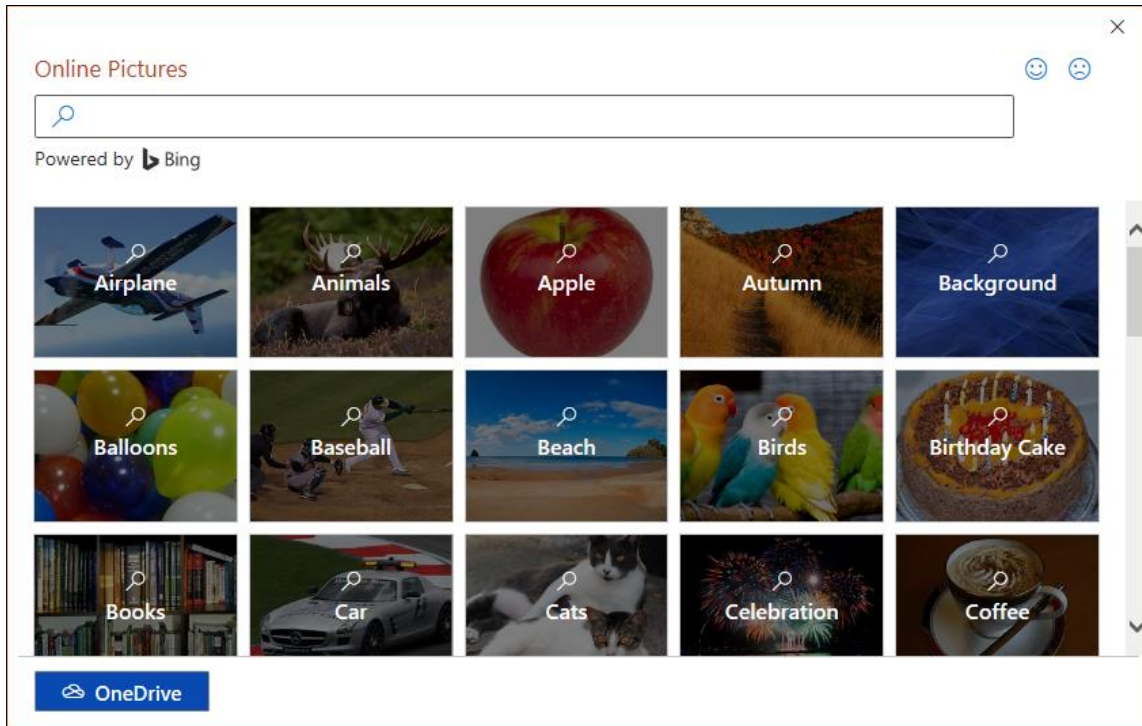 Online Pictures
Powered by Bing
Airplane
Animals
Apple
Autumn
Background
Balloons
Baseball
Beach
Birds
Birthday Cake
Books
Car
Cats
Celebration
Coffee
OneDrive